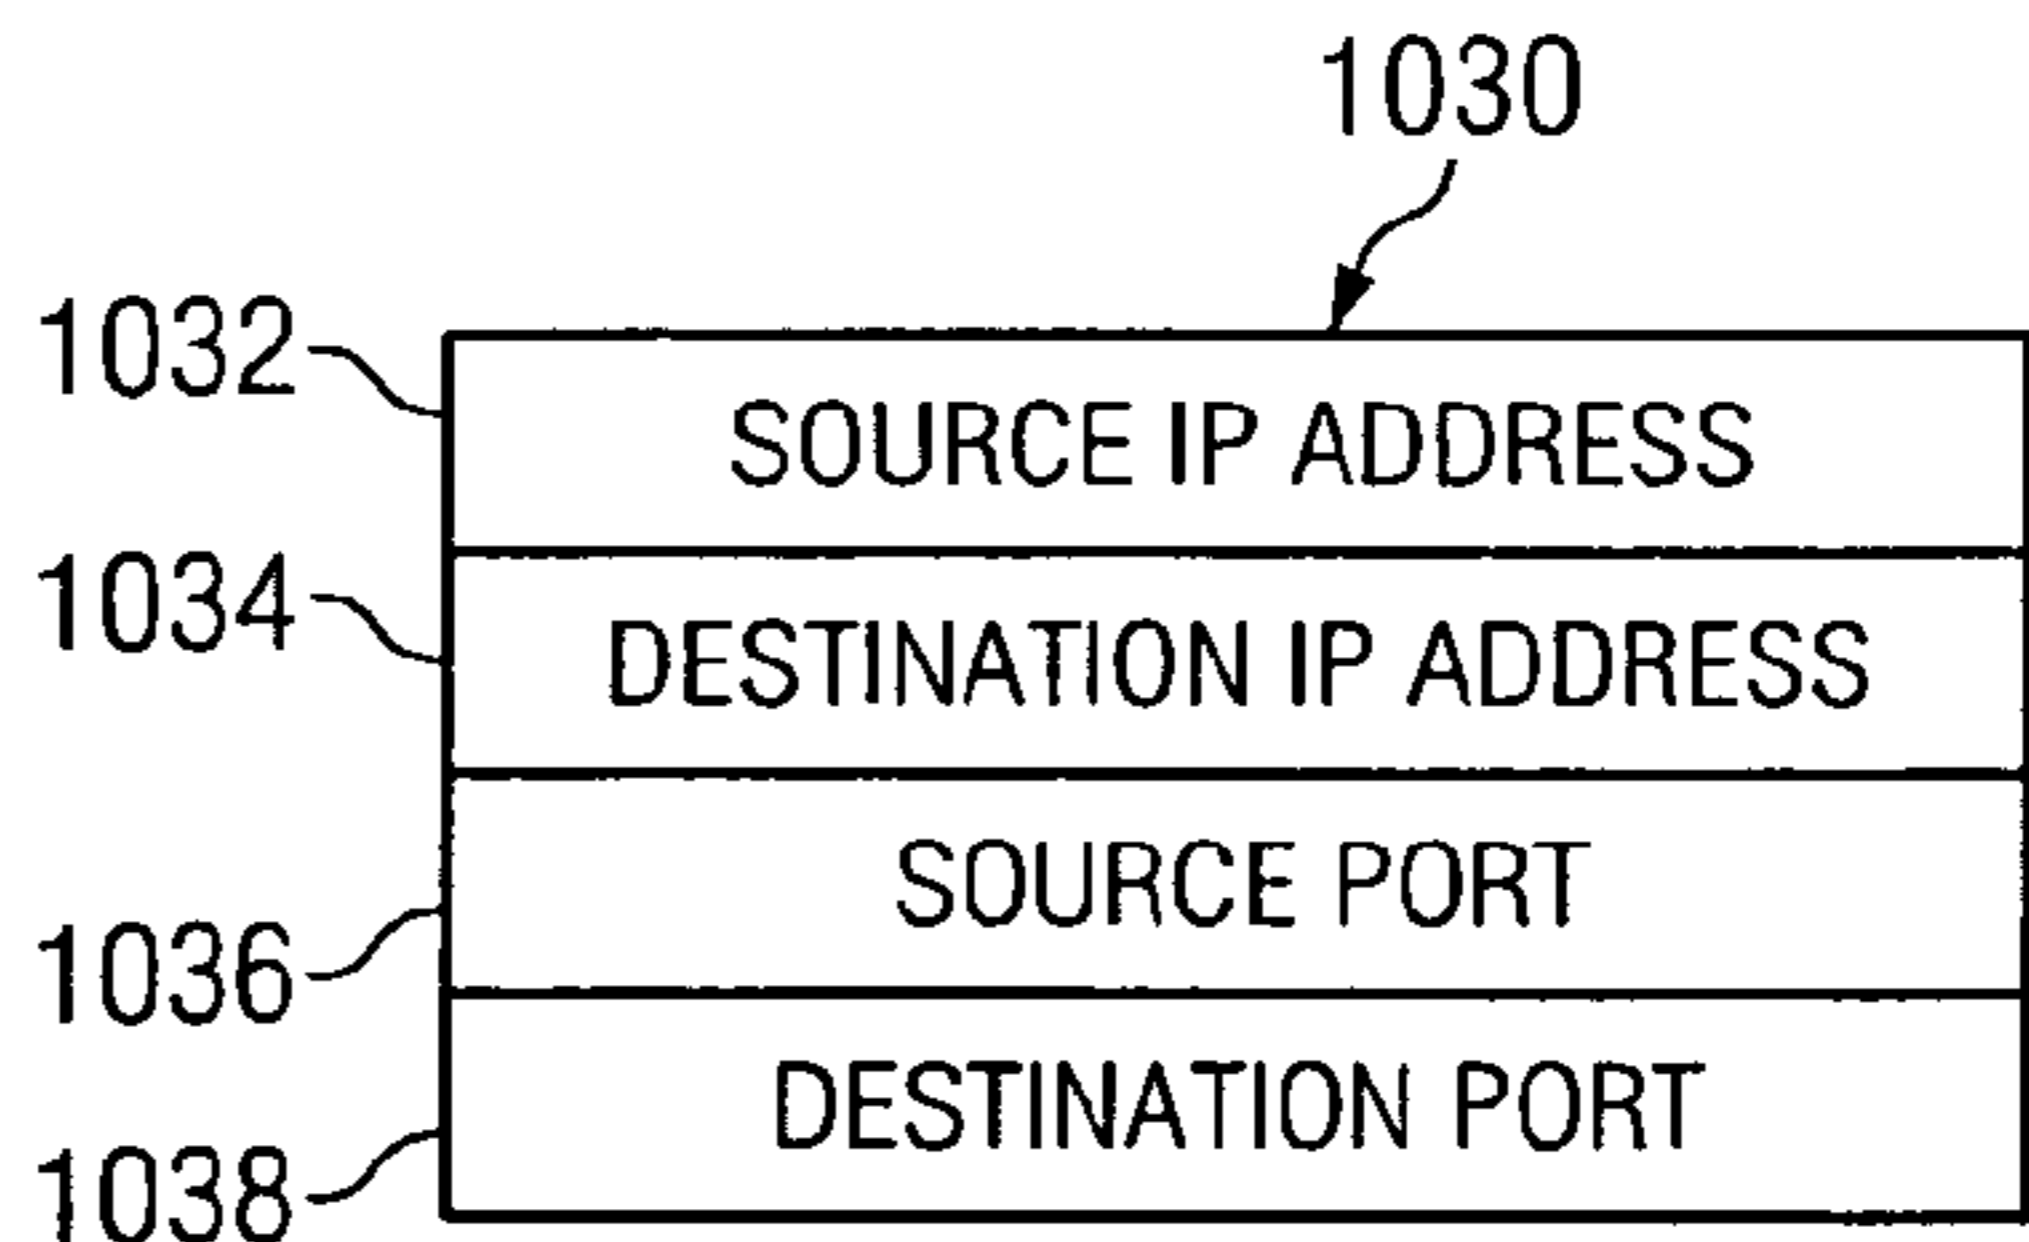 1030
1032
SOURCE IP ADDRESS
1034
DESTINATION IP ADDRESS
SOURCE PORT
1036
DESTINATION PORT
1038